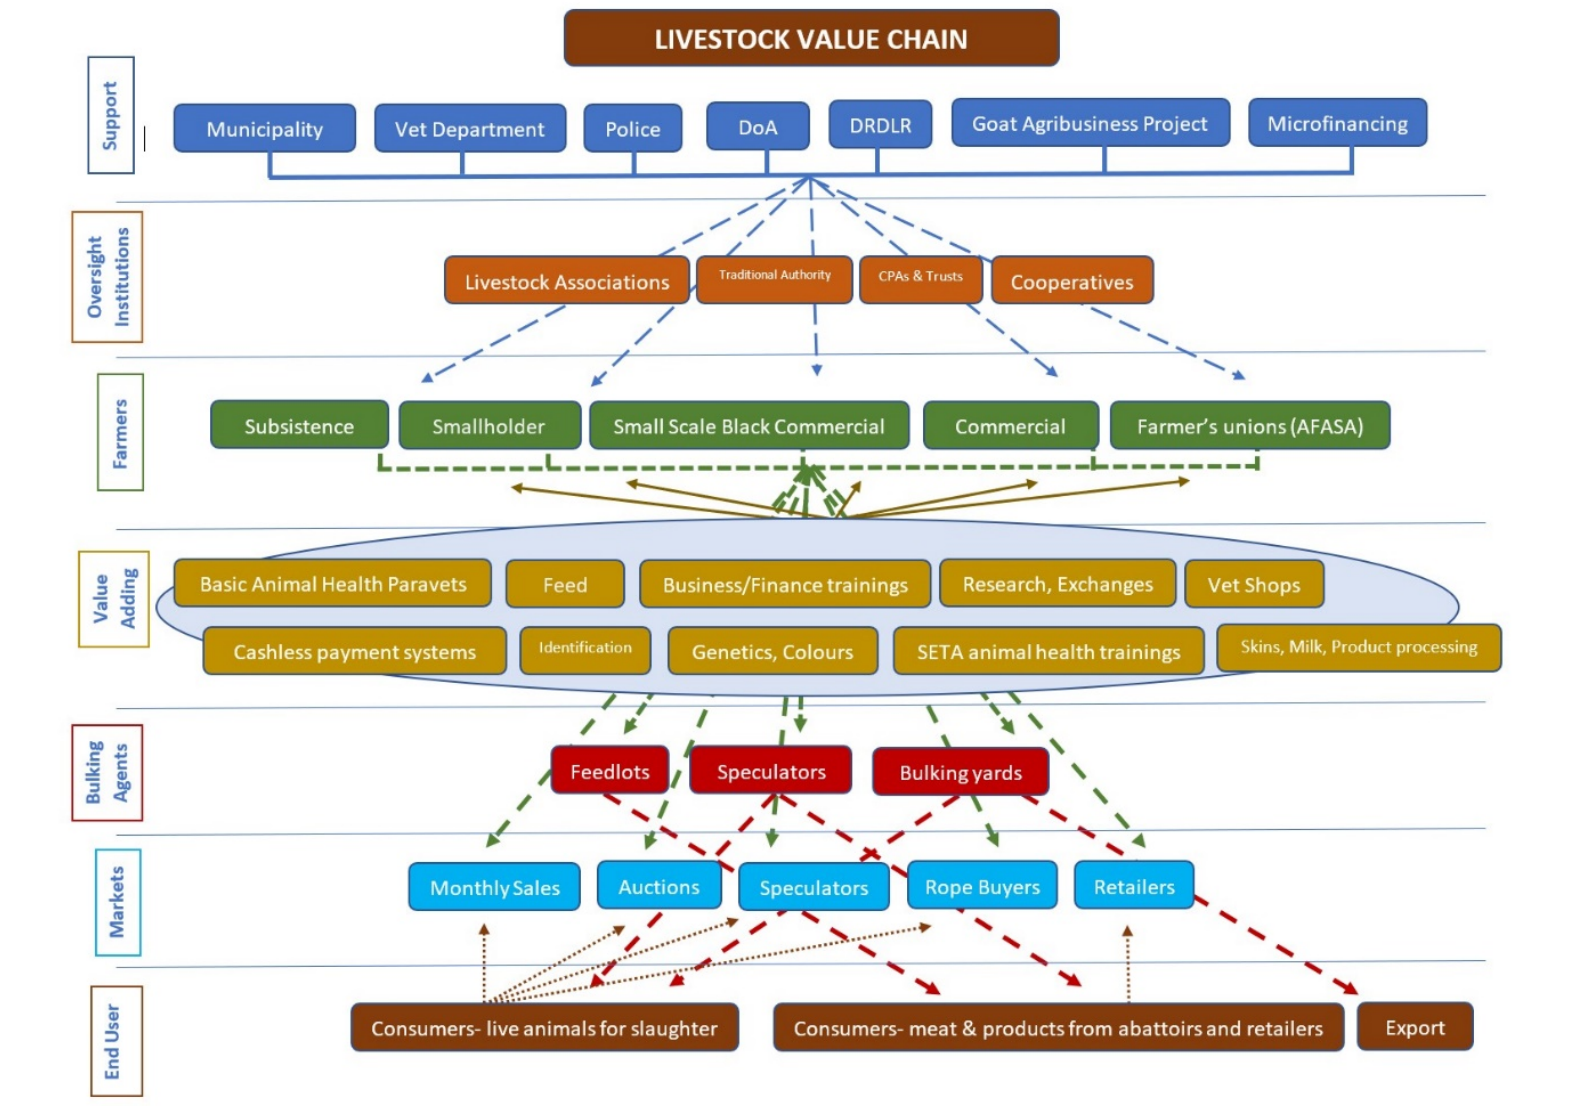 LIVESTOCK VALUE CHAIN
Support
Municipality
Vet Department
Police
DoA
DRDLR
Goat Agribusiness Project
Microfinancing
Oversight
Institutions
Livestock Associations
Traditional Authority
CPAs & Trusts
Cooperatives
Farmers
Subsistence
Smallholder
Small Scale Black Commercial
Commercial
Farmer's unions (AFASA)
Value
Adding
Basic Animal Health Paravets
Feed
Business/Finance trainings
Research, Exchanges
Vet Shops
Cashless payment systems
Identification
Genetics, Colours
SETA animal health trainings
Skins, Milk, Product processing
Bulking
Agents
Feedlots
Speculators
Bulking yards
Markets
Monthly Sales
Auctions
Speculators
Rope Buyers
Retailers
End User
Consumers- live animals for slaughter
Consumers- meat & products from abattoirs and retailers
Export